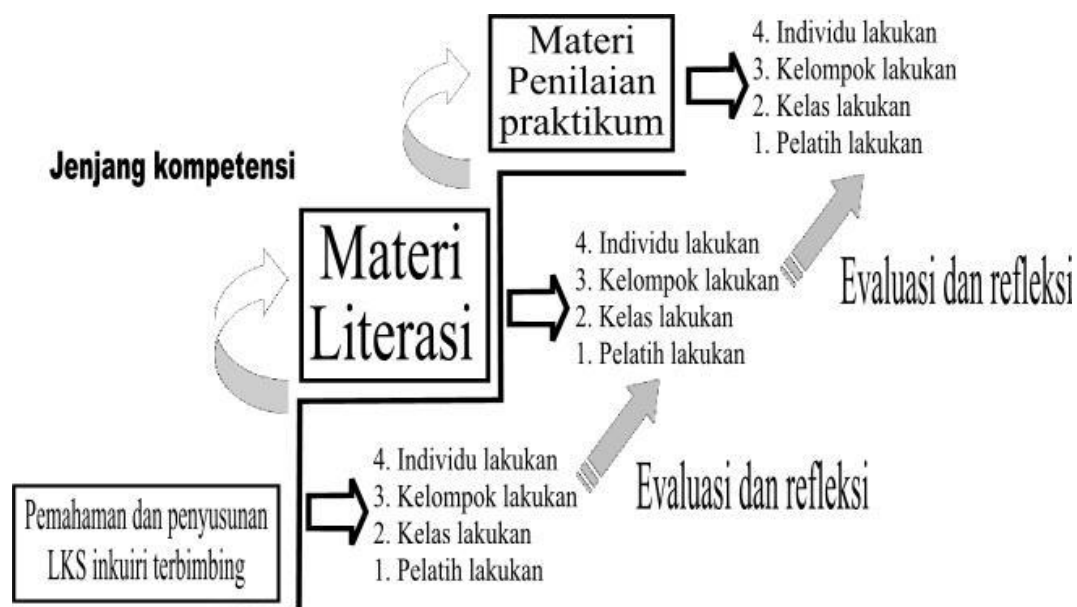 Materi
Penilaian
praktikum
4. Individu lakukan
3. Kelompok lakukan
2. Kelas lakukan
1. Pelatih lakukan
Jenjang kompetensi
Materi
Literasi
4. Individu lakukan
3. Kelompok lakukan
2. Kelas lakukan
1. Pelatih lakukan
Evaluasi dan refleksi
Pemahaman dan penyusunan
LKS inkuiri terbimbing
4. Individu lakukan
3. Kelompok lakukan
2. Kelas lakukan
1. Pelatih lakukan
Evaluasi dan refleksi